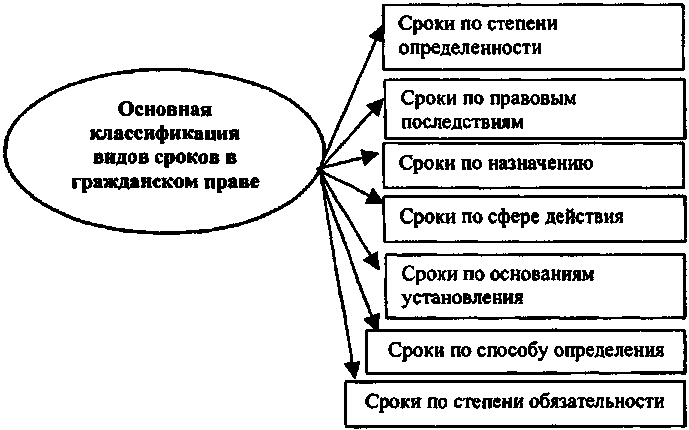 Основная
классификация
видов сроков в
гражданском праве
Сроки по степени
определенности
Сроки по правовым
последствиям
Сроки по назначению
Сроки по сфере действия
Сроки по основаниям
установления
Сроки по способу определения
Сроки по степени обязательности